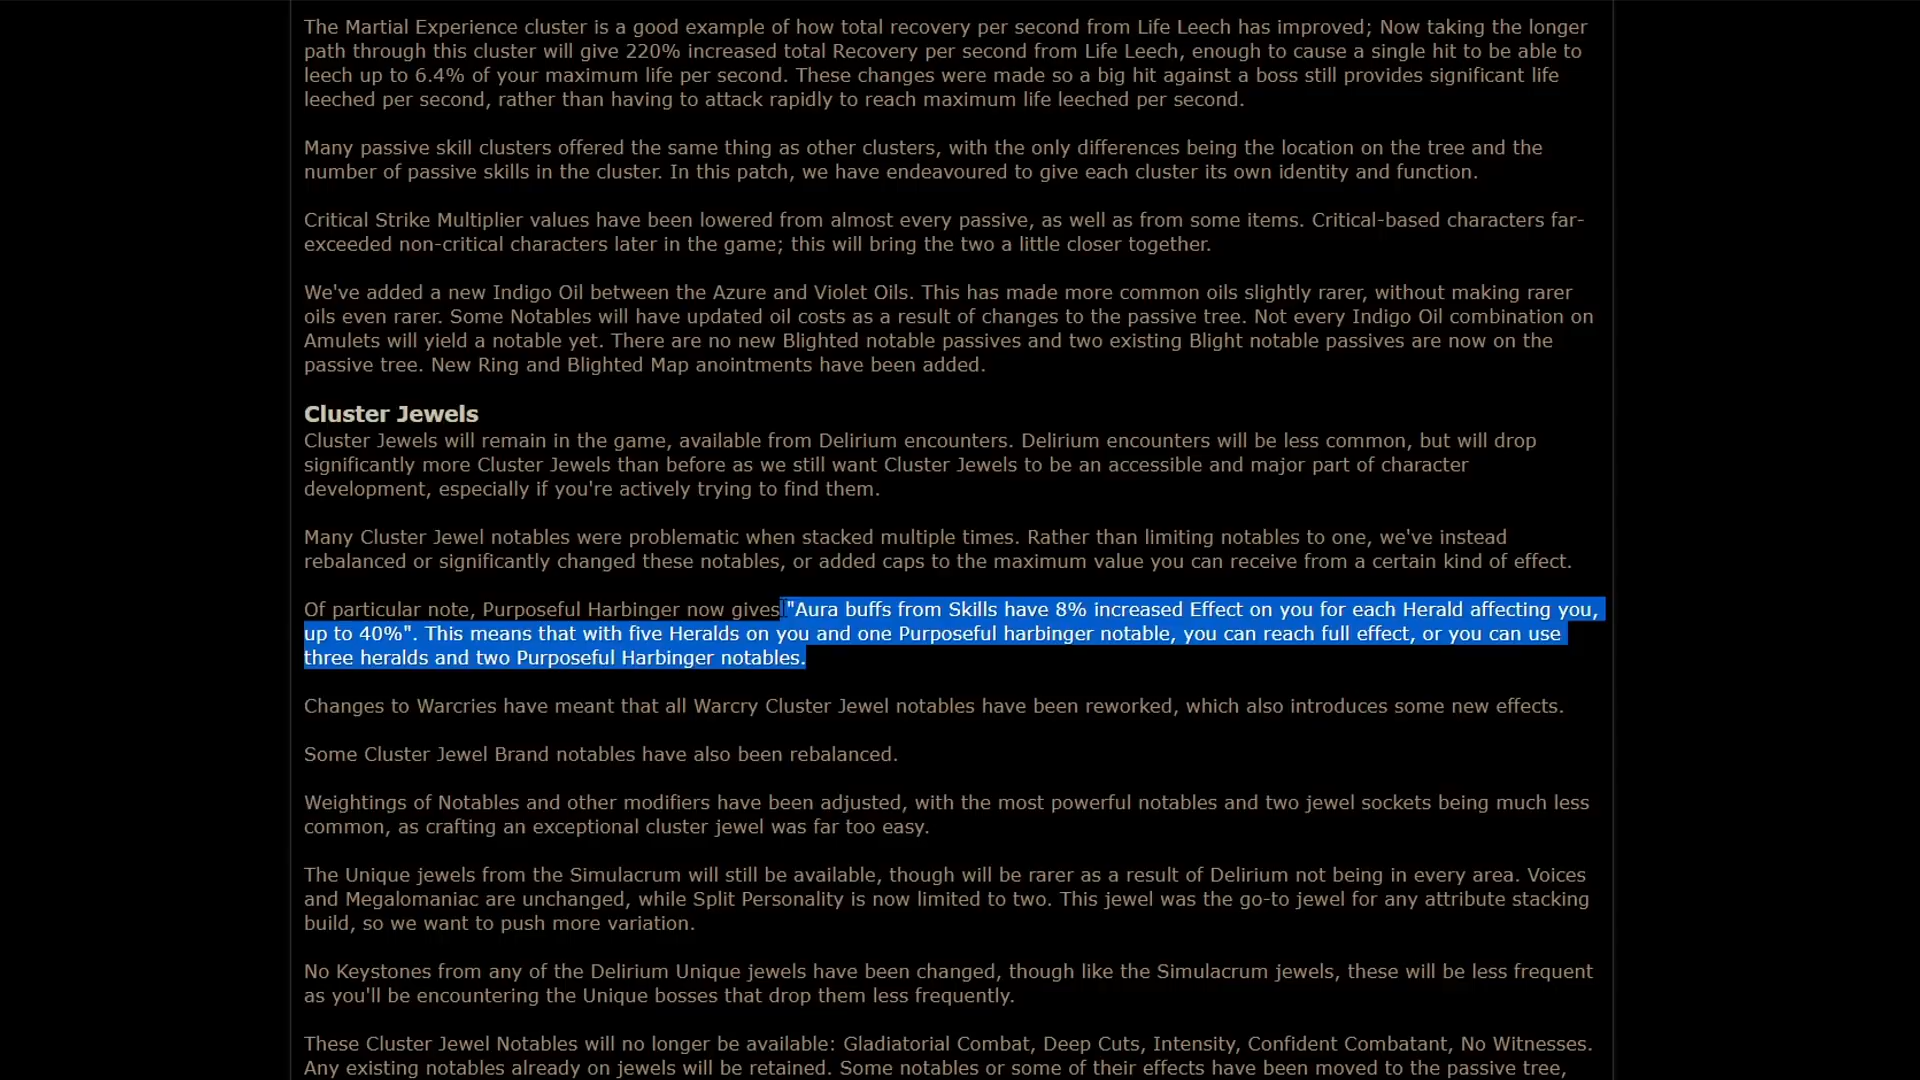 The Martial Experience cluster is a good example of how total recovery per second from Life Leech has improved; Now taking the longer
path through this cluster will give 220% increased total Recovery per second from Life Leech, enough to cause a single hit to be able to
leech up to 6.4% of your maximum life per second. These changes were made so a big hit against a boss still provides significant life
leeched per second, rather than having to attack rapidly to reach maximum life leeched per second.
Many passive skill clusters offered the same thing as other clusters, with the only differences being the location on the tree and the
number of passive skills in the cluster. In this patch, we have endeavoured to give each cluster its own identity and function.
Critical Strike Multiplier values have been lowered from almost every passive, as well as from some items. Critical-based characters far-
exceeded non-critical characters later in the game; this will bring the two a little closer together.
We've added a new Indigo Oil between the Azure and Violet Oils. This has made more common oils slightly rarer, without making rarer
oils even rarer. Some Notables will have updated oil costs as a result of changes to the passive tree. Not every Indigo Oil combination on
Amulets will yield a notable yet. There are no new Blighted notable passives and two existing Blight notable passives are now on the
passive tree. New Ring and Blighted Map anointments have been added.
Cluster Jewels
Cluster Jewels will remain in the game, available from Delirium encounters. Delirium encounters will be less common, but will drop
significantly more Cluster Jewels than before as we still want Cluster Jewels to be an accessible and major part of character
development, especially if you're actively trying to find them.
Many Cluster Jewel notables were problematic when stacked multiple times. Rather than limiting notables to one, we've instead
rebalanced or significantly changed these notables, or added caps to the maximum value you can receive from a certain kind of effect.
Of particular note, Purposeful Harbinger now gives "Aura buffs from Skills have 8% increased Effect on you for each Herald affecting you,
up to 40%". This means that with five Heralds on you and one Purposeful harbinger notable, you can reach full effect, or you can use
three heralds and two Purposeful Harbinger notables.
Changes to Warcries have meant that all Warcry Cluster Jewel notables have been reworked, which also introduces some new effects.
Some Cluster Jewel Brand notables have also been rebalanced.
Weightings of Notables and other modifiers have been adjusted, with the most powerful notables and two jewel sockets being much less
common, as crafting an exceptional cluster jewel was far too easy.
The Unique jewels from the Simulacrum will still be available, though will be rarer as a result of Delirium not being in every area. Voices
and Megalomaniac are unchanged, while Split Personality is now limited to two. This jewel was the go-to jewel for any attribute stacking
build, so we want to push more variation.
No Keystones from any of the Delirium Unique jewels have been changed, though like the Simulacrum jewels, these will be less frequent
as you'll be encountering the Unique bosses that drop them less frequently.
These Cluster Jewel Notables will no longer be available: Gladiatorial Combat, Deep Cuts, Intensity, Confident Combatant, No Witnesses.
Any existing notables already on jewels will be retained. Some notables or some of their effects have been moved to the passive tree,